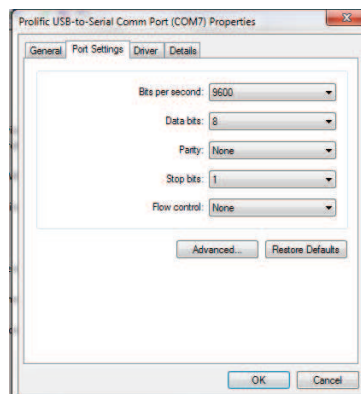 Prolific USB-to-Serial Comm Port (COM7) Properties
General Port Settings Driver Details
Bits per second: 9600
Data bits: 8
Parity: None
Stop bits: 1
Flow control: None
Advanced... Restore Defaults
OK Cancel